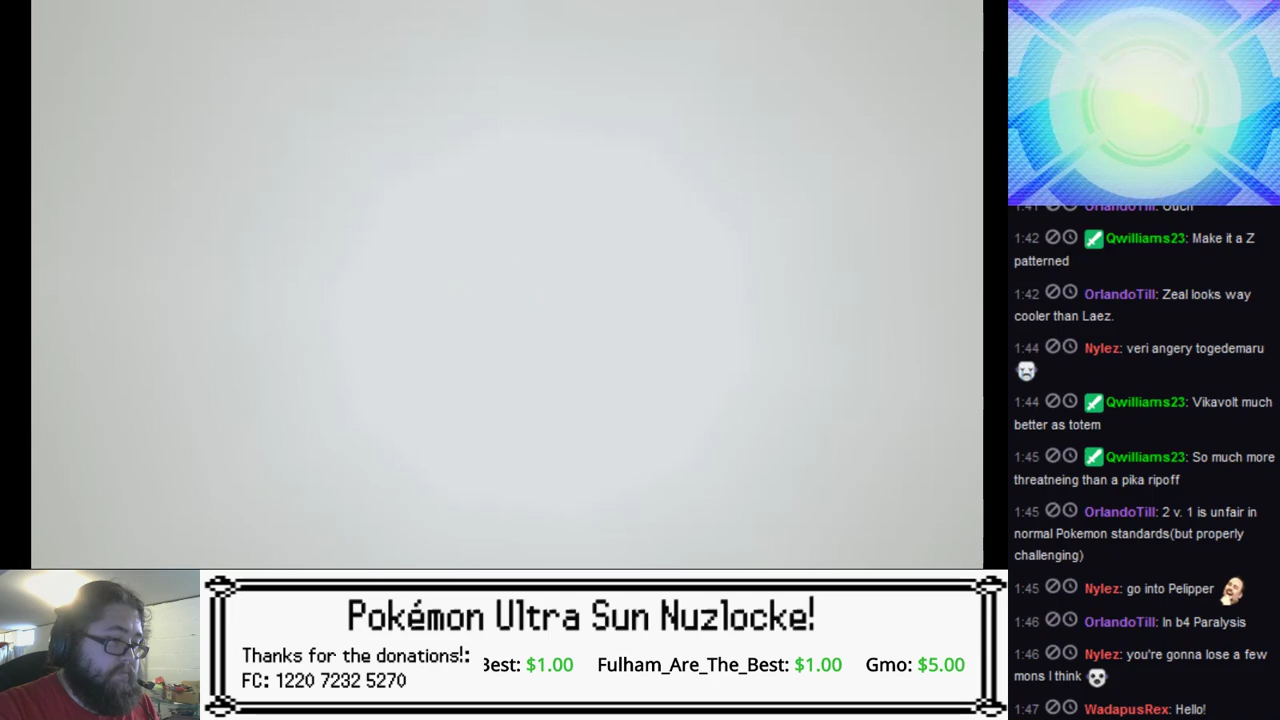 1:41 OrlandoTill: Ouch
1:42 Qwilliams23: Make it a Z
patterned
1:42 OrlandoTill: Zeal looks way
cooler than Laez.
1:44 Nylez: veri angery togedemaru
1:44 Qwilliams23: Vikavolt much
better as totem
1:45 Qwilliams23: So much more
threatneing than a pika ripoff
1:45 OrlandoTill: 2 v. 1 is unfair in
normal Pokemon standards(but properly
challenging)
1:45 Nylez: go into Pelipper
1:46 OrlandoTill: In b4 Paralysis
1:46 Nylez: you're gonna lose a few
mons I think
1:47 WadapusRex: Hello!
Pokémon Ultra Sun Nuzlocke!
Thanks for the donations!:
Best: $1.00 Fulham_Are_The_Best: $1.00 Gmo: $5.00
FC: 1220 7232 5270